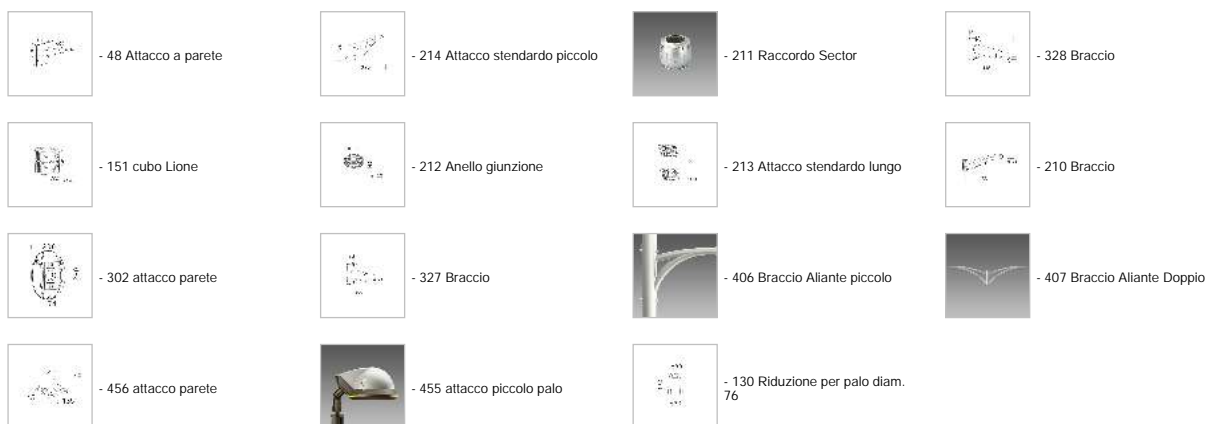 - 48 Attacco a parete
- 214 Attacco stendardo piccolo
- 211 Raccordo Sector
- 328 Braccio
- 151 cubo Lione
- 212 Anello giunzione
- 213 Attacco stendardo lungo
- 210 Braccio
- 302 attacco parete
- 327 Braccio
- 406 Braccio Aliante piccolo
- 407 Braccio Aliante Doppio
- 456 attacco parete
- 455 attacco piccolo palo
- 130 Riduzione per palo diam.
76